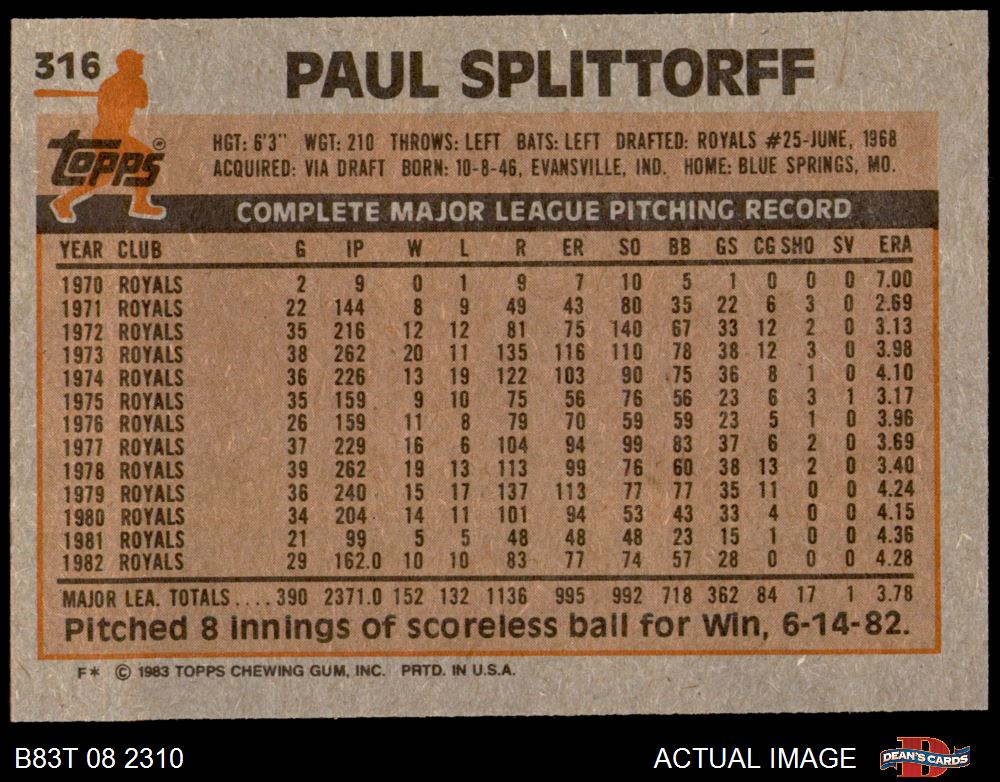 316
PAUL SPLITTORFF
Topps®
HGT: 6'3" WGT: 210 THROWS: LEFT BATS: LEFT DRAFTED: ROYALS #25-JUNE, 1968
ACQUIRED: VIA DRAFT BORN: 10-8-46, EVANSVILLE, IND. HOME: BLUE SPRINGS, MO.
COMPLETE MAJOR LEAGUE PITCHING RECORD
YEAR CLUB G IP W L R ER SO BB GS CG SHO SV ERA
1970 ROYALS 2 9 0 1 9 7 10 5 1 0 0 0 7.00
1971 ROYALS 22 144 8 9 49 43 80 35 22 6 3 0 2.69
1972 ROYALS 35 216 12 12 81 75 140 67 33 12 2 0 3.13
1973 ROYALS 38 262 20 11 135 116 110 78 38 12 3 0 3.98
1974 ROYALS 36 226 13 19 122 103 90 75 36 8 1 0 4.10
1975 ROYALS 35 159 9 10 75 56 76 56 23 6 3 1 3.17
1976 ROYALS 26 159 11 8 79 70 59 59 23 5 1 0 3.96
1977 ROYALS 37 229 16 6 104 94 99 83 37 6 2 0 3.69
1978 ROYALS 39 262 19 13 113 99 76 60 38 13 2 0 3.40
1979 ROYALS 36 240 15 17 137 113 77 77 35 11 0 0 4.24
1980 ROYALS 34 204 14 11 101 94 53 43 33 4 0 0 4.15
1981 ROYALS 21 99 5 5 48 48 48 23 15 1 0 0 4.36
1982 ROYALS 29 162.0 10 10 83 77 74 57 28 0 0 0 4.28
MAJOR LEA. TOTALS.... 390 2371.0 152 132 1136 995 992 718 362 84 17 1 3.78
Pitched 8 innings of scoreless ball for Win, 6-14-82.
F* © 1983 TOPPS CHEWING GUM, INC. PRTD. IN U.S.A.
B83T 08 2310
ACTUAL IMAGE
DEAN'S CARDS